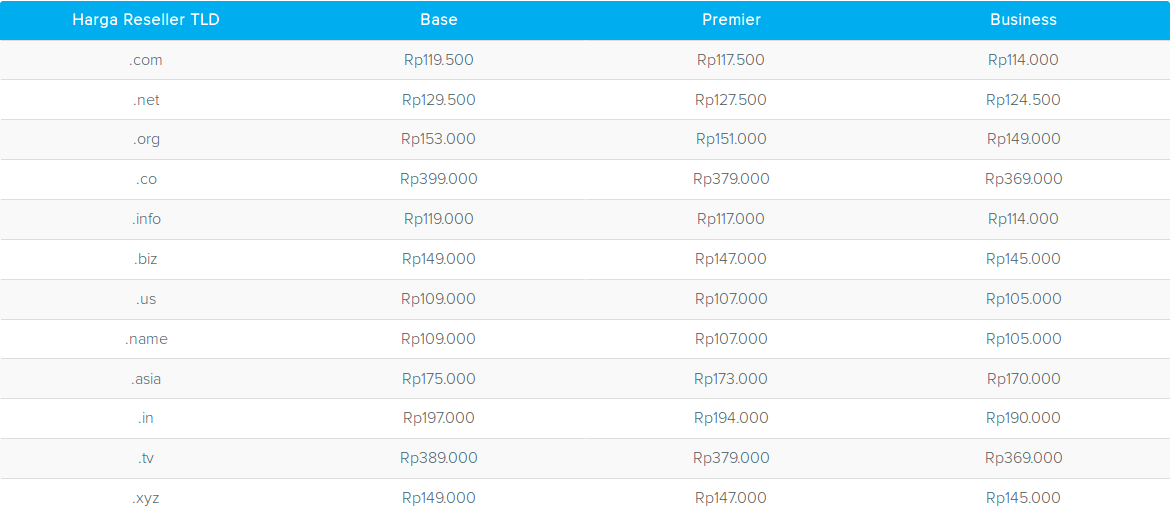 Harga Reseller TLD Base Premier Business
.com Rp119.500 Rp117.500 Rp114.000
.net Rp129.500 Rp127.500 Rp124.500
.org Rp153.000 Rp151.000 Rp149.000
.co Rp399.000 Rp379.000 Rp369.000
.info Rp119.000 Rp117.000 Rp114.000
.biz Rp149.000 Rp147.000 Rp145.000
.us Rp109.000 Rp107.000 Rp105.000
.name Rp109.000 Rp107.000 Rp105.000
.asia Rp175.000 Rp173.000 Rp170.000
.in Rp197.000 Rp194.000 Rp190.000
.tv Rp389.000 Rp379.000 Rp369.000
.xyz Rp149.000 Rp147.000 Rp145.000